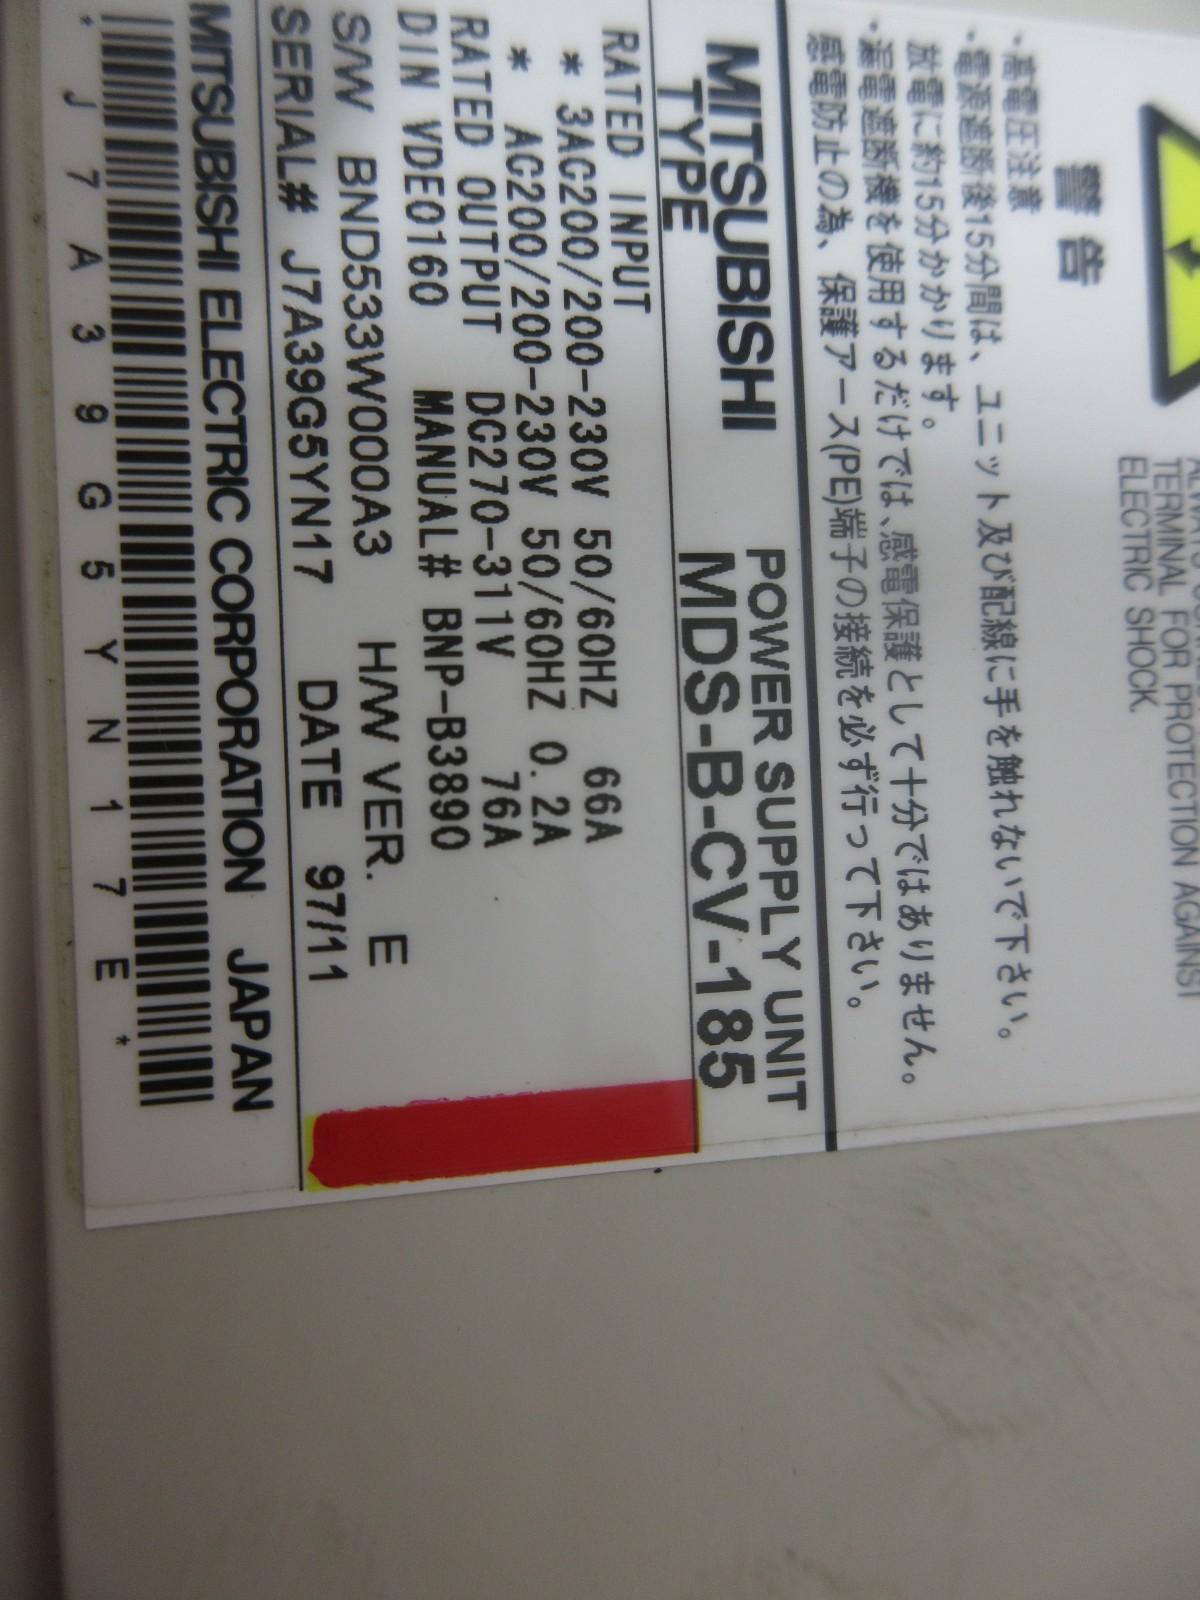 TERMINAL FOR PROTECTION AGAINST
ELECTRIC SHOCK.
警告
・高電圧注意
・電源遮断後15分間は、ユニット及び配線に手を触れないで下さい。
放電に約15分かかります。
・漏電遮断機を使用するだけでは、感電保護として十分ではありません。
感電防止の為、保護アース(PE)端子の接続を必ず行って下さい。
MITSUBISHI POWER SUPPLY UNIT
TYPE MDS-B-CV-185
RATED INPUT
* 3AC200/200-230V 50/60HZ 66A
* AC200/200-230V 50/60HZ 0.2A
RATED OUTPUT DC270-311V 76A
DIN VDE0160 MANUAL# BNP-B3890
S/W BND533W000A3 H/W VER. E
SERIAL# J7A39G5YN17 DATE 97/11
MITSUBISHI ELECTRIC CORPORATION JAPAN
* J 7 A 3 9 G 5 Y N 1 7 E *